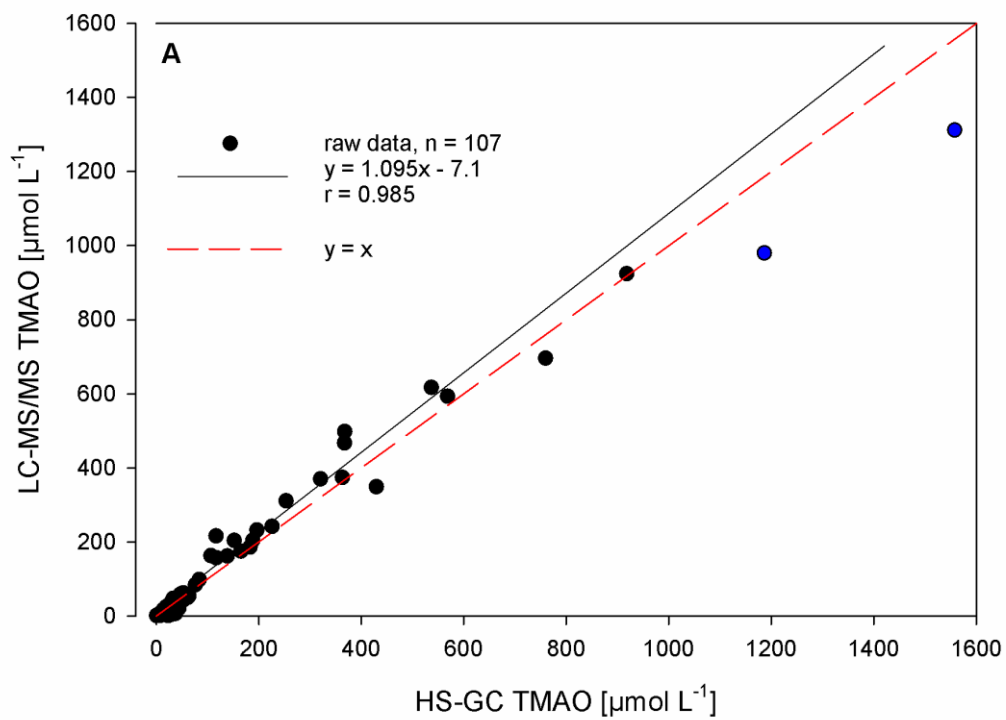 A
raw data, n = 107
y = 1.095x - 7.1
r = 0.985
y = x
LC-MS/MS TMAO [µmol L⁻¹]
1600
1400
1200
1000
800
600
400
200
0
0 200 400 600 800 1000 1200 1400 1600
HS-GC TMAO [µmol L⁻¹]